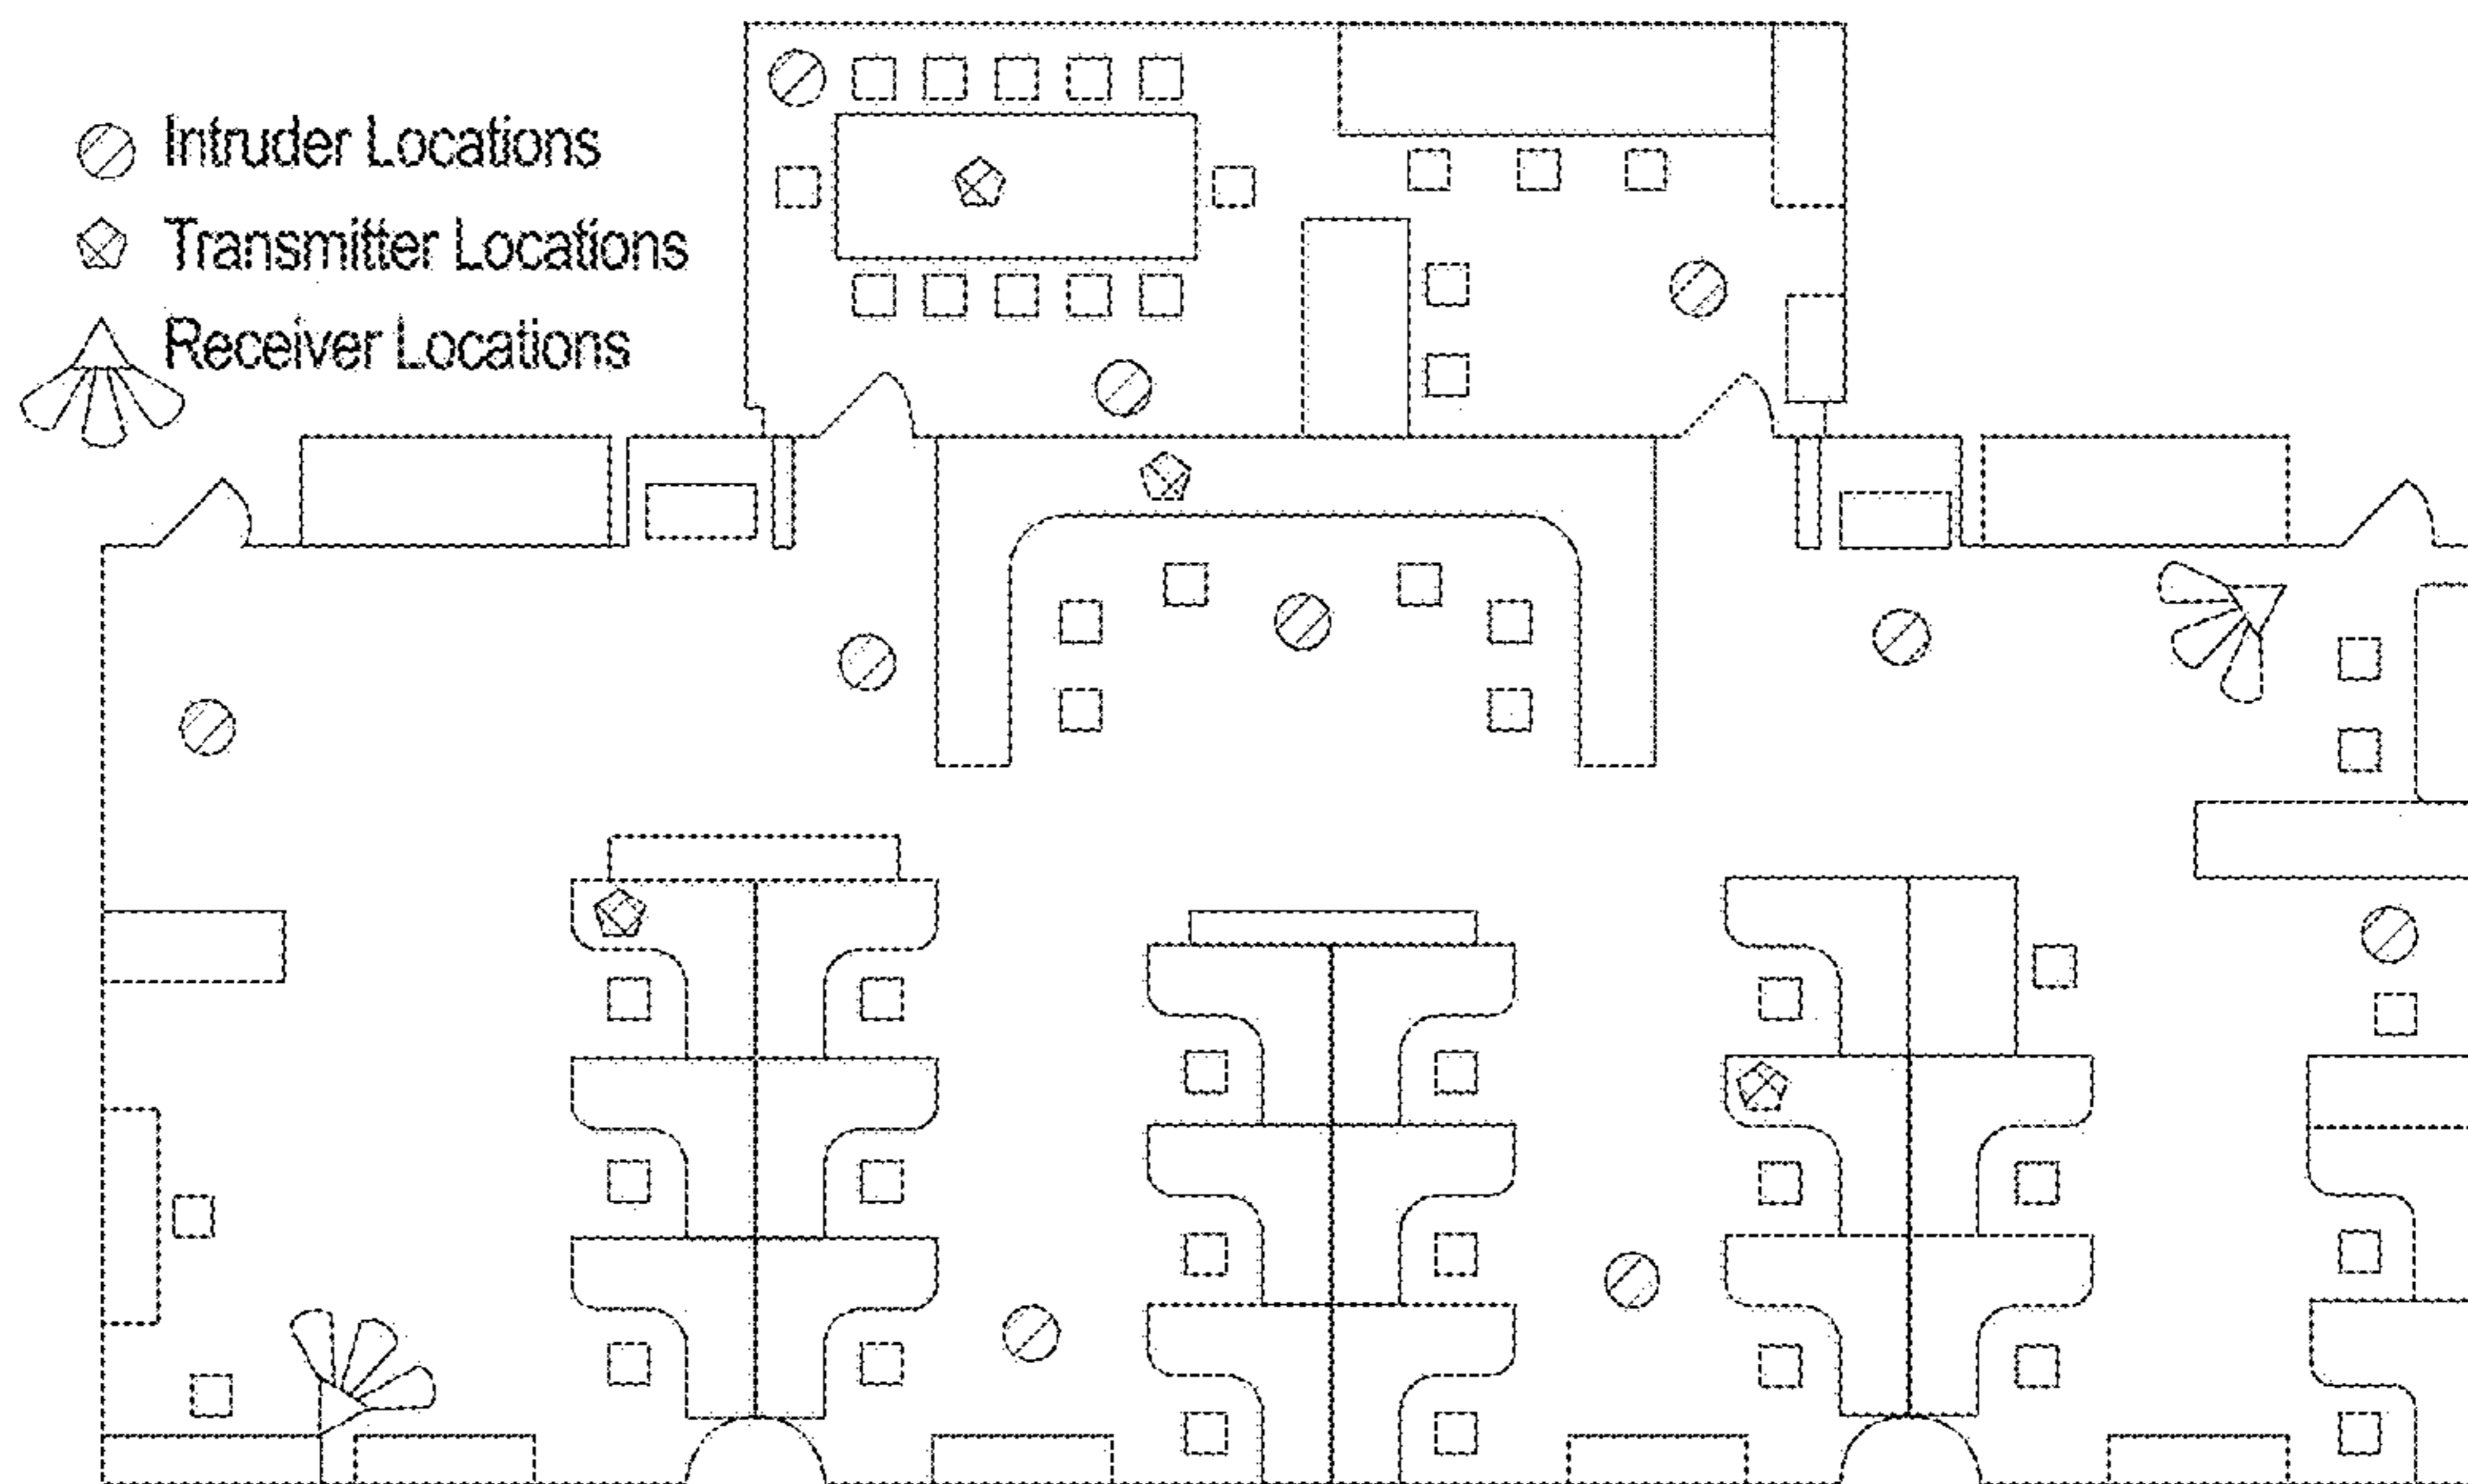 Intruder Locations
Transmitter Locations
Receiver Locations